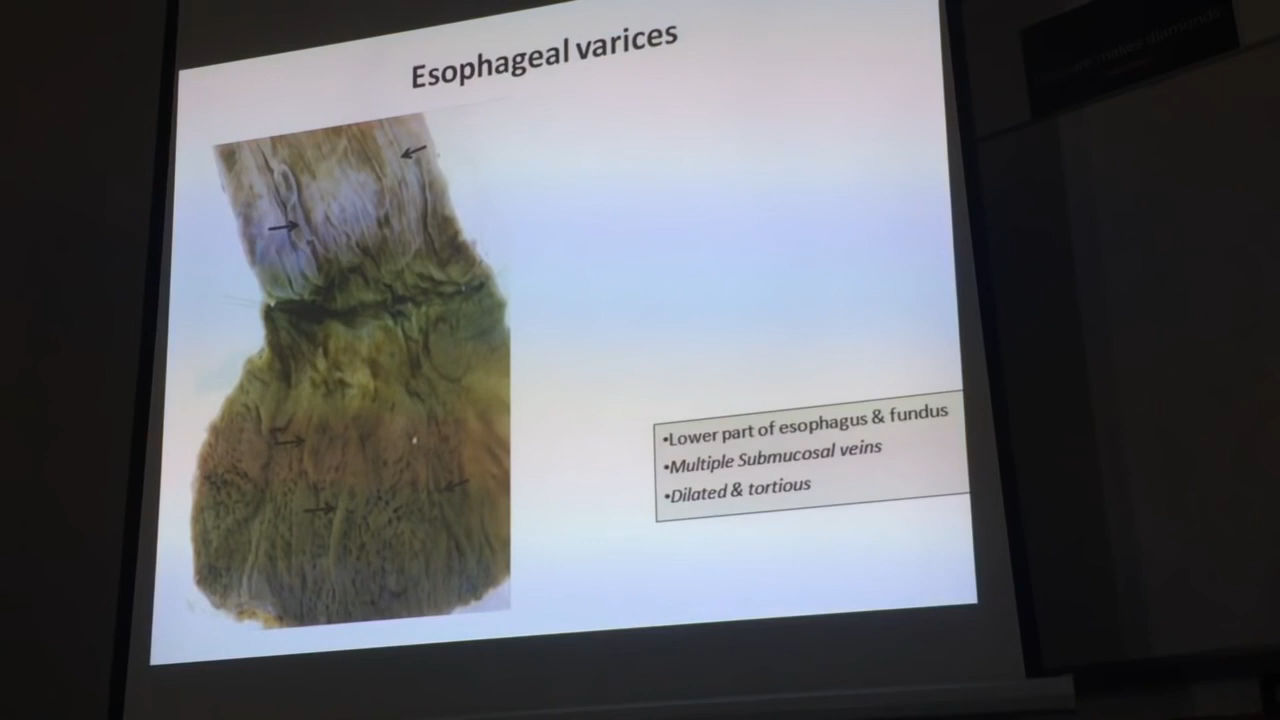 Esophageal varices
•Lower part of esophagus & fundus
•Multiple Submucosal veins
•Dilated & tortious